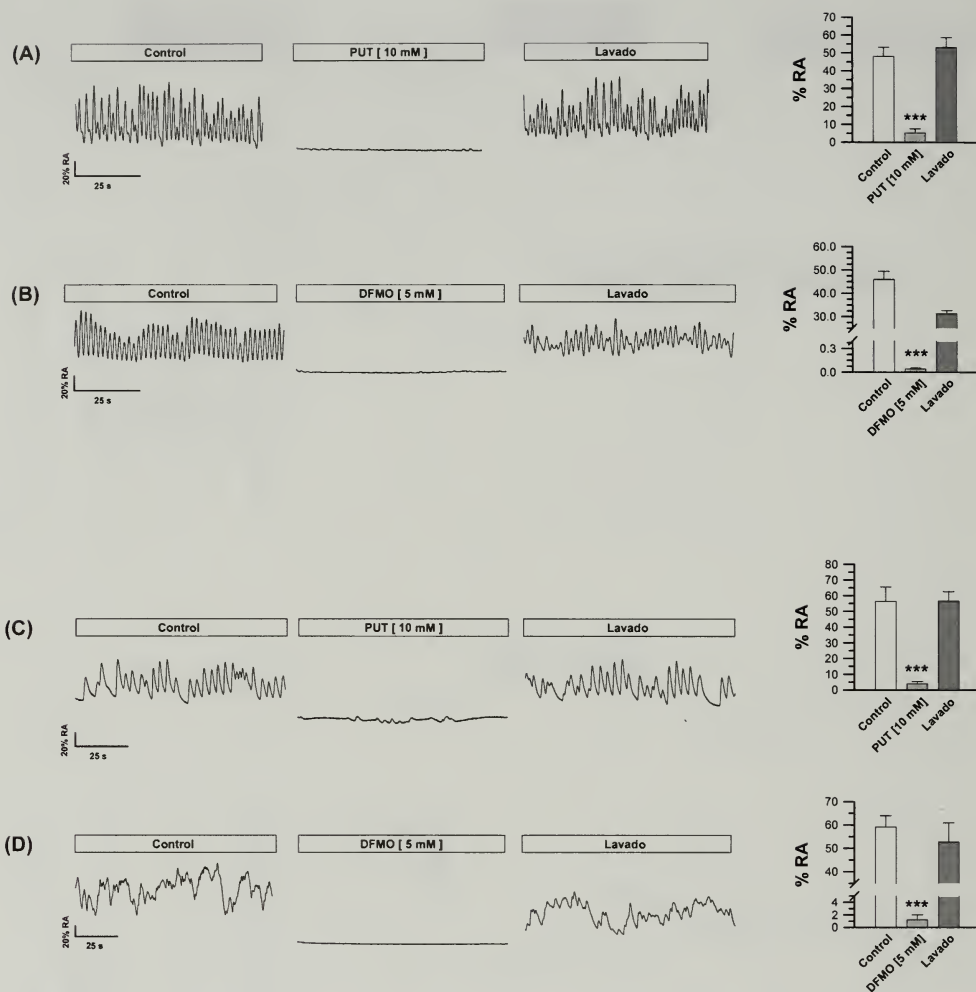 (A)
Control
PUT [ 10 mM ]
Lavado
20% RA
25 s
% RA
70
60
50
40
30
20
10
0
***
Control
PUT [10 mM]
Lavado
(B)
Control
DFMO [ 5 mM ]
Lavado
20% RA
25 s
% RA
60.0
50.0
40.0
30.0
0.3
0.0
***
Control
DFMO [5 mM]
Lavado
(C)
Control
PUT [ 10 mM ]
Lavado
20% RA
25 s
% RA
80
70
60
50
40
30
20
10
0
***
Control
PUT [10 mM]
Lavado
(D)
Control
DFMO [ 5 mM ]
Lavado
20% RA
25 s
% RA
70
60
50
40
4
2
0
***
Control
DFMO [5 mM]
Lavado